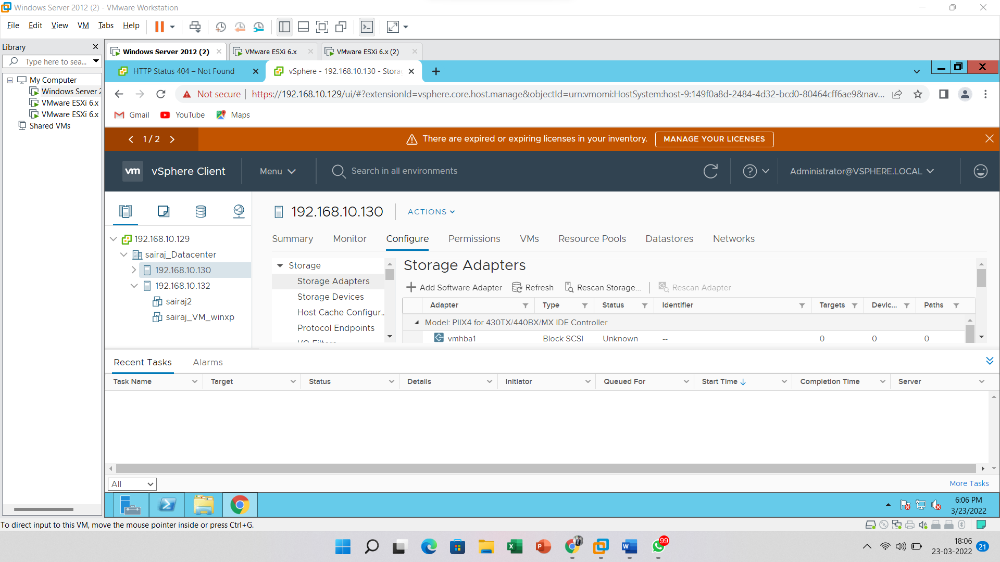 Windows Server 2012 (2) - VMware Workstation
File Edit View VM Tabs Help
Library
Type here to sea...
My Computer
Windows Server 2
VMware ESXi 6.x
VMware ESXi 6.x
Shared VMs
Windows Server 2012 (2)
VMware ESXi 6.x
VMware ESXi 6.x (2)
HTTP Status 404 – Not Found
vSphere - 192.168.10.130 - Stora
Not secure https://192.168.10.129/ui/#?extensionId=vsphere.core.host.manage&objectId=urn:vmomi:HostSystem:host-9:149f0a8d-2484-4d32-bcd0-80464cff6ae9&nav...
Gmail YouTube Maps
1 / 2
There are expired or expiring licenses in your inventory. MANAGE YOUR LICENSES
vm vSphere Client Menu Search in all environments Administrator@VSPHERE.LOCAL
192.168.10.129
sairaj_Datacenter
192.168.10.130
192.168.10.132
sairaj2
sairaj_VM_winxp
192.168.10.130 ACTIONS
Summary Monitor Configure Permissions VMs Resource Pools Datastores Networks
Storage
Storage Adapters
Storage Devices
Host Cache Configur..
Protocol Endpoints
I/O Filters
Storage Adapters
Add Software Adapter Refresh Rescan Storage... Rescan Adapter
Adapter Type Status Identifier Targets Devic... Paths
Model: PIIX4 for 430TX/440BX/MX IDE Controller
vmhba1 Block SCSI Unknown -- 0 0 0
Recent Tasks Alarms
Task Name Target Status Details Initiator Queued For Start Time Completion Time Server
All
More Tasks
6:06 PM
3/23/2022
To direct input to this VM, move the mouse pointer inside or press Ctrl+G.
99
18:06
23-03-2022
21